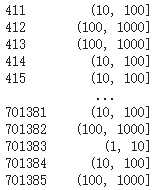 411 (10, 100]
412 (100, 1000]
413 (100, 1000]
414 (10, 100]
415 (10, 100]
...
701381 (10, 100]
701382 (100, 1000]
701383 (1, 10]
701384 (10, 100]
701385 (100, 1000]